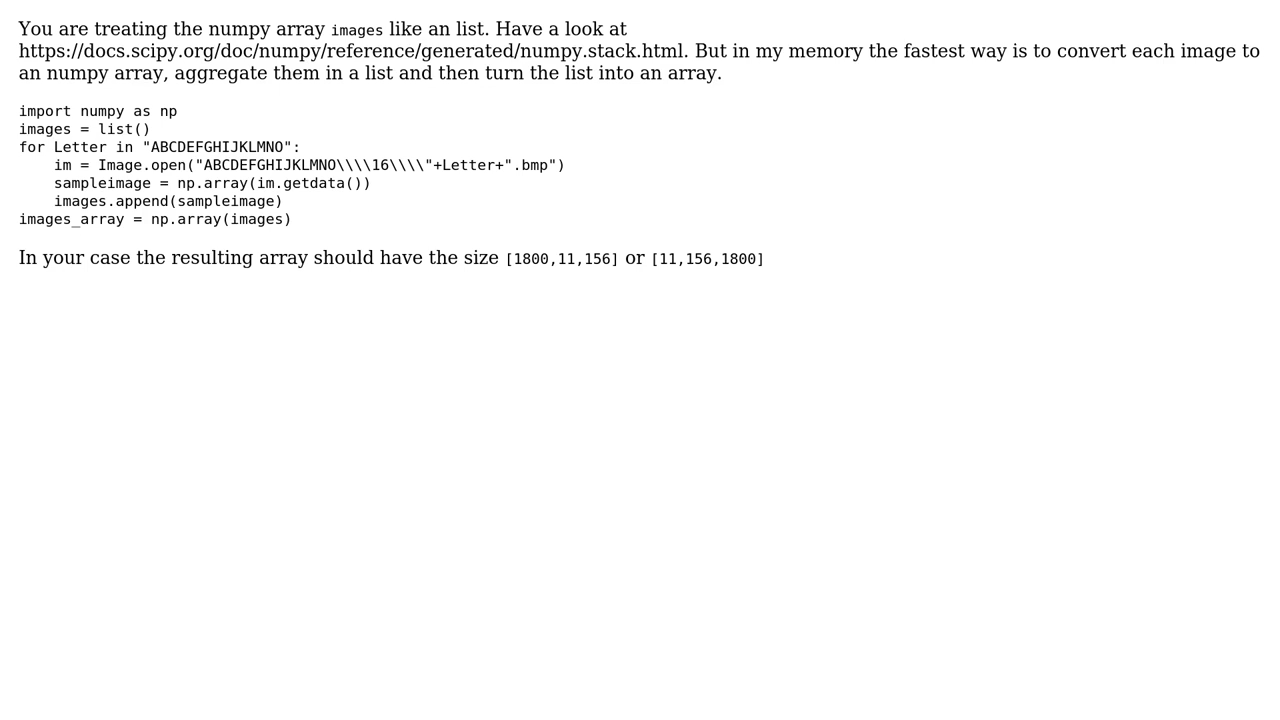 You are treating the numpy array images like an list. Have a look at
https://docs.scipy.org/doc/numpy/reference/generated/numpy.stack.html. But in my memory the fastest way is to convert each image to
an numpy array, aggregate them in a list and then turn the list into an array.
import numpy as np
images = list()
for Letter in "ABCDEFGHIJKLMNO":
    im = Image.open("ABCDEFGHIJKLMNO\\\\16\\\\"+Letter+".bmp")
    sampleimage = np.array(im.getdata())
    images.append(sampleimage)
images_array = np.array(images)
In your case the resulting array should have the size [1800,11,156] or [11,156,1800]